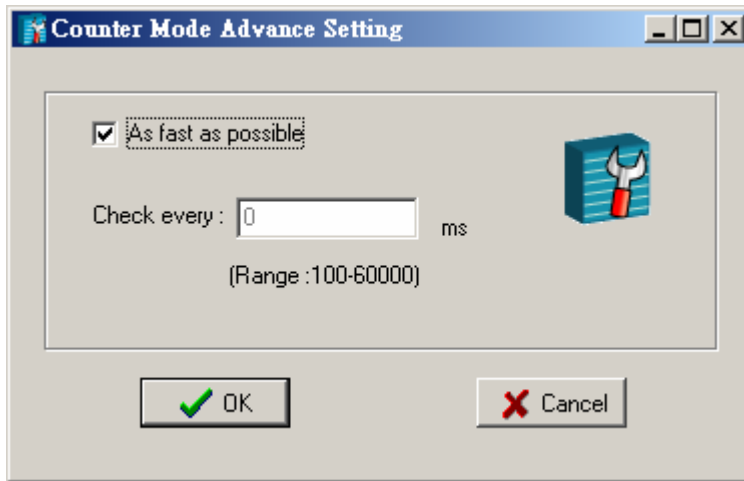 Counter Mode Advance Setting
As fast as possible
Check every : 0 ms
(Range :100-60000)
OK
Cancel